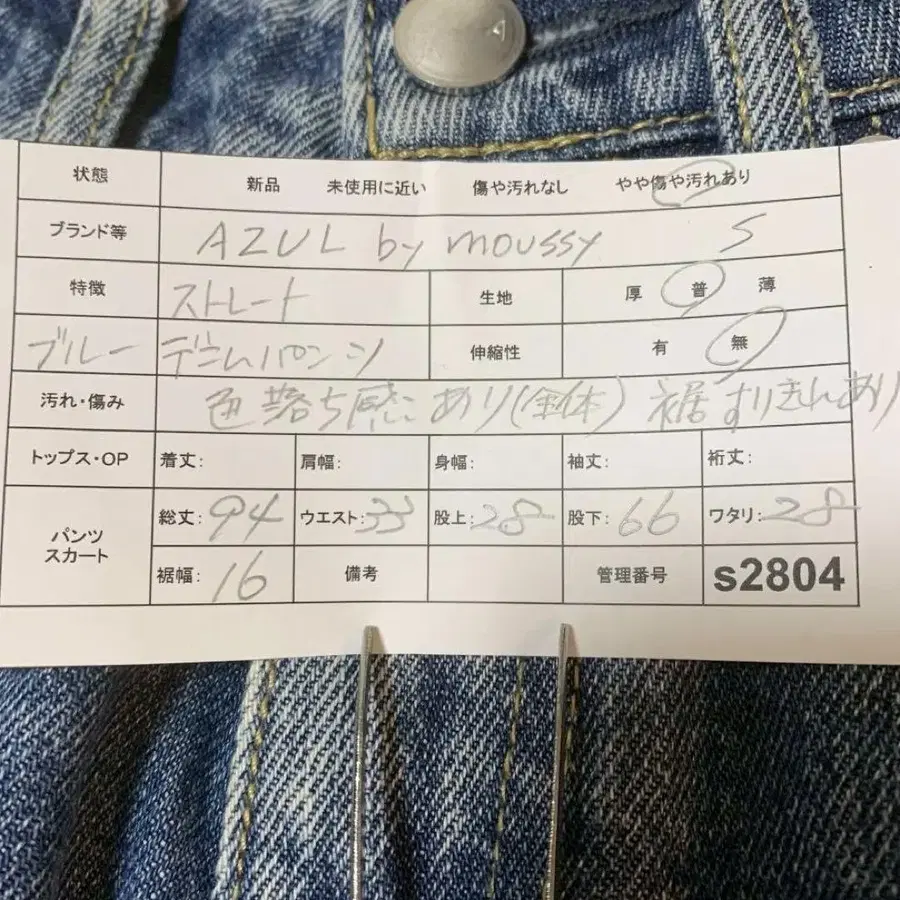 状態 新品 未使用に近い 傷や汚れなし やや傷や汚れあり
ブランド等 AZUL by moussy S
特徴 ストレート 生地 厚 普 薄
ブルー デニムパンツ 伸縮性 有 無
汚れ・傷み 色落ち感あり(全体) 裾すりきれあり
トップス・OP 着丈: 肩幅: 身幅: 袖丈: 裄丈:
パンツ スカート 総丈:94 ウエスト:33 股上:28 股下:66 ワタリ:28
裾幅:16 備考 管理番号 s2804